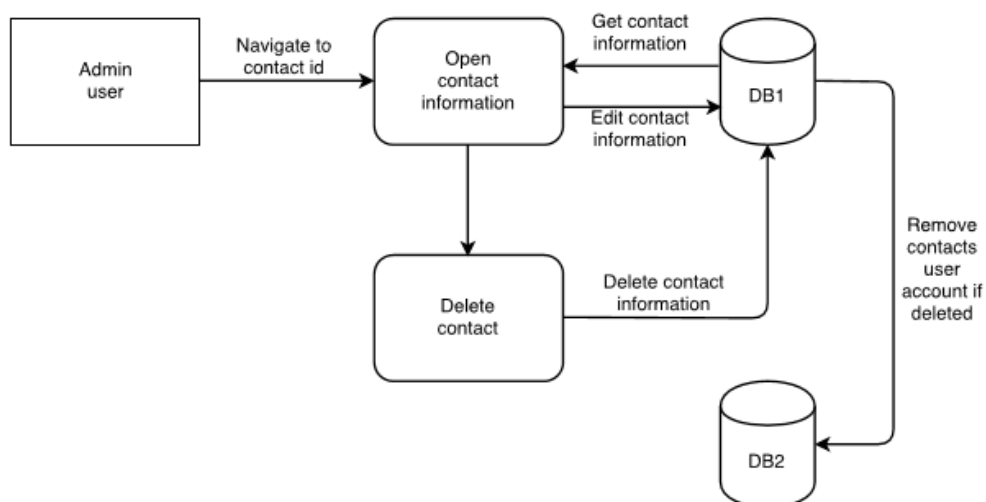 Admin
user
Navigate to
contact id
Open
contact
information
Get contact
information
Edit contact
information
DB1
Delete
contact
Delete contact
information
Remove
contacts
user
account if
deleted
DB2